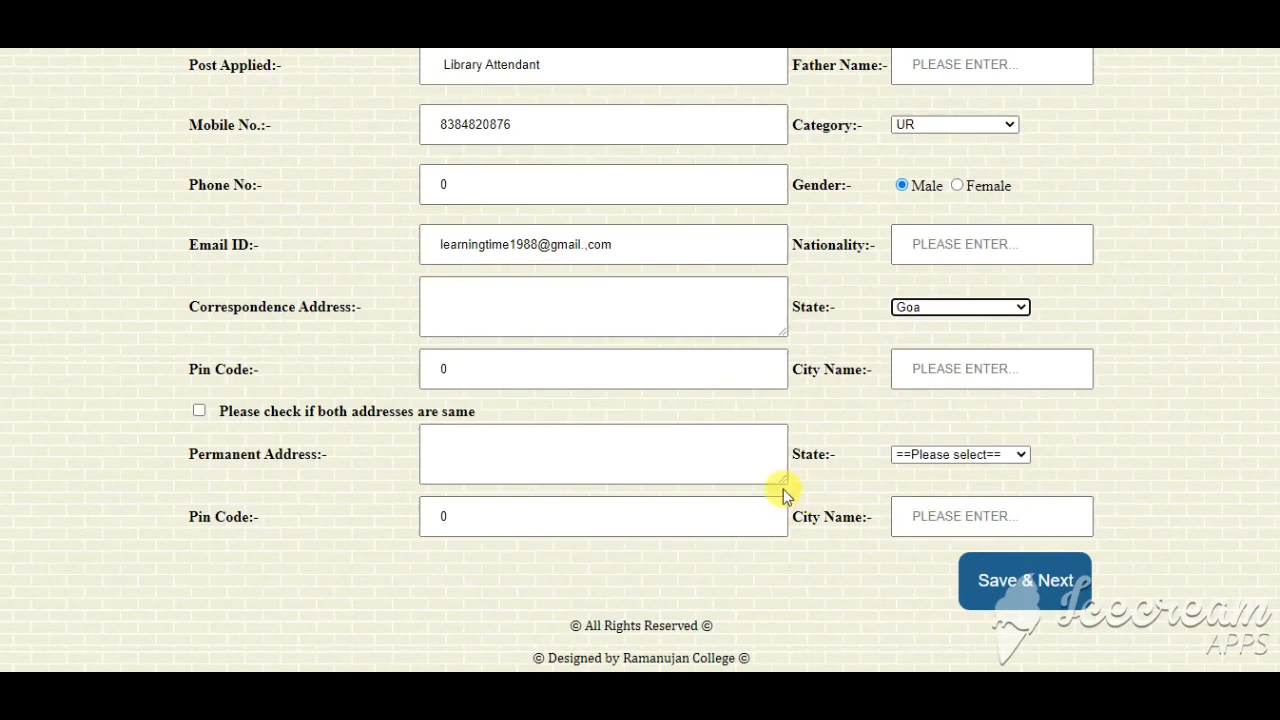 Post Applied:- Library Attendant Father Name:- PLEASE ENTER...
Mobile No.:- 8384820876 Category:- UR
Phone No:- 0 Gender:- Male Female
Email ID:- learningtime1988@gmail.,com Nationality:- PLEASE ENTER...
Correspondence Address:- State:- Goa
Pin Code:- 0 City Name:- PLEASE ENTER...
Please check if both addresses are same
Permanent Address:- State:- ==Please select==
Pin Code:- 0 City Name:- PLEASE ENTER...
Save & Next
© All Rights Reserved ©
© Designed by Ramanujan College ©
Icecream
APPS